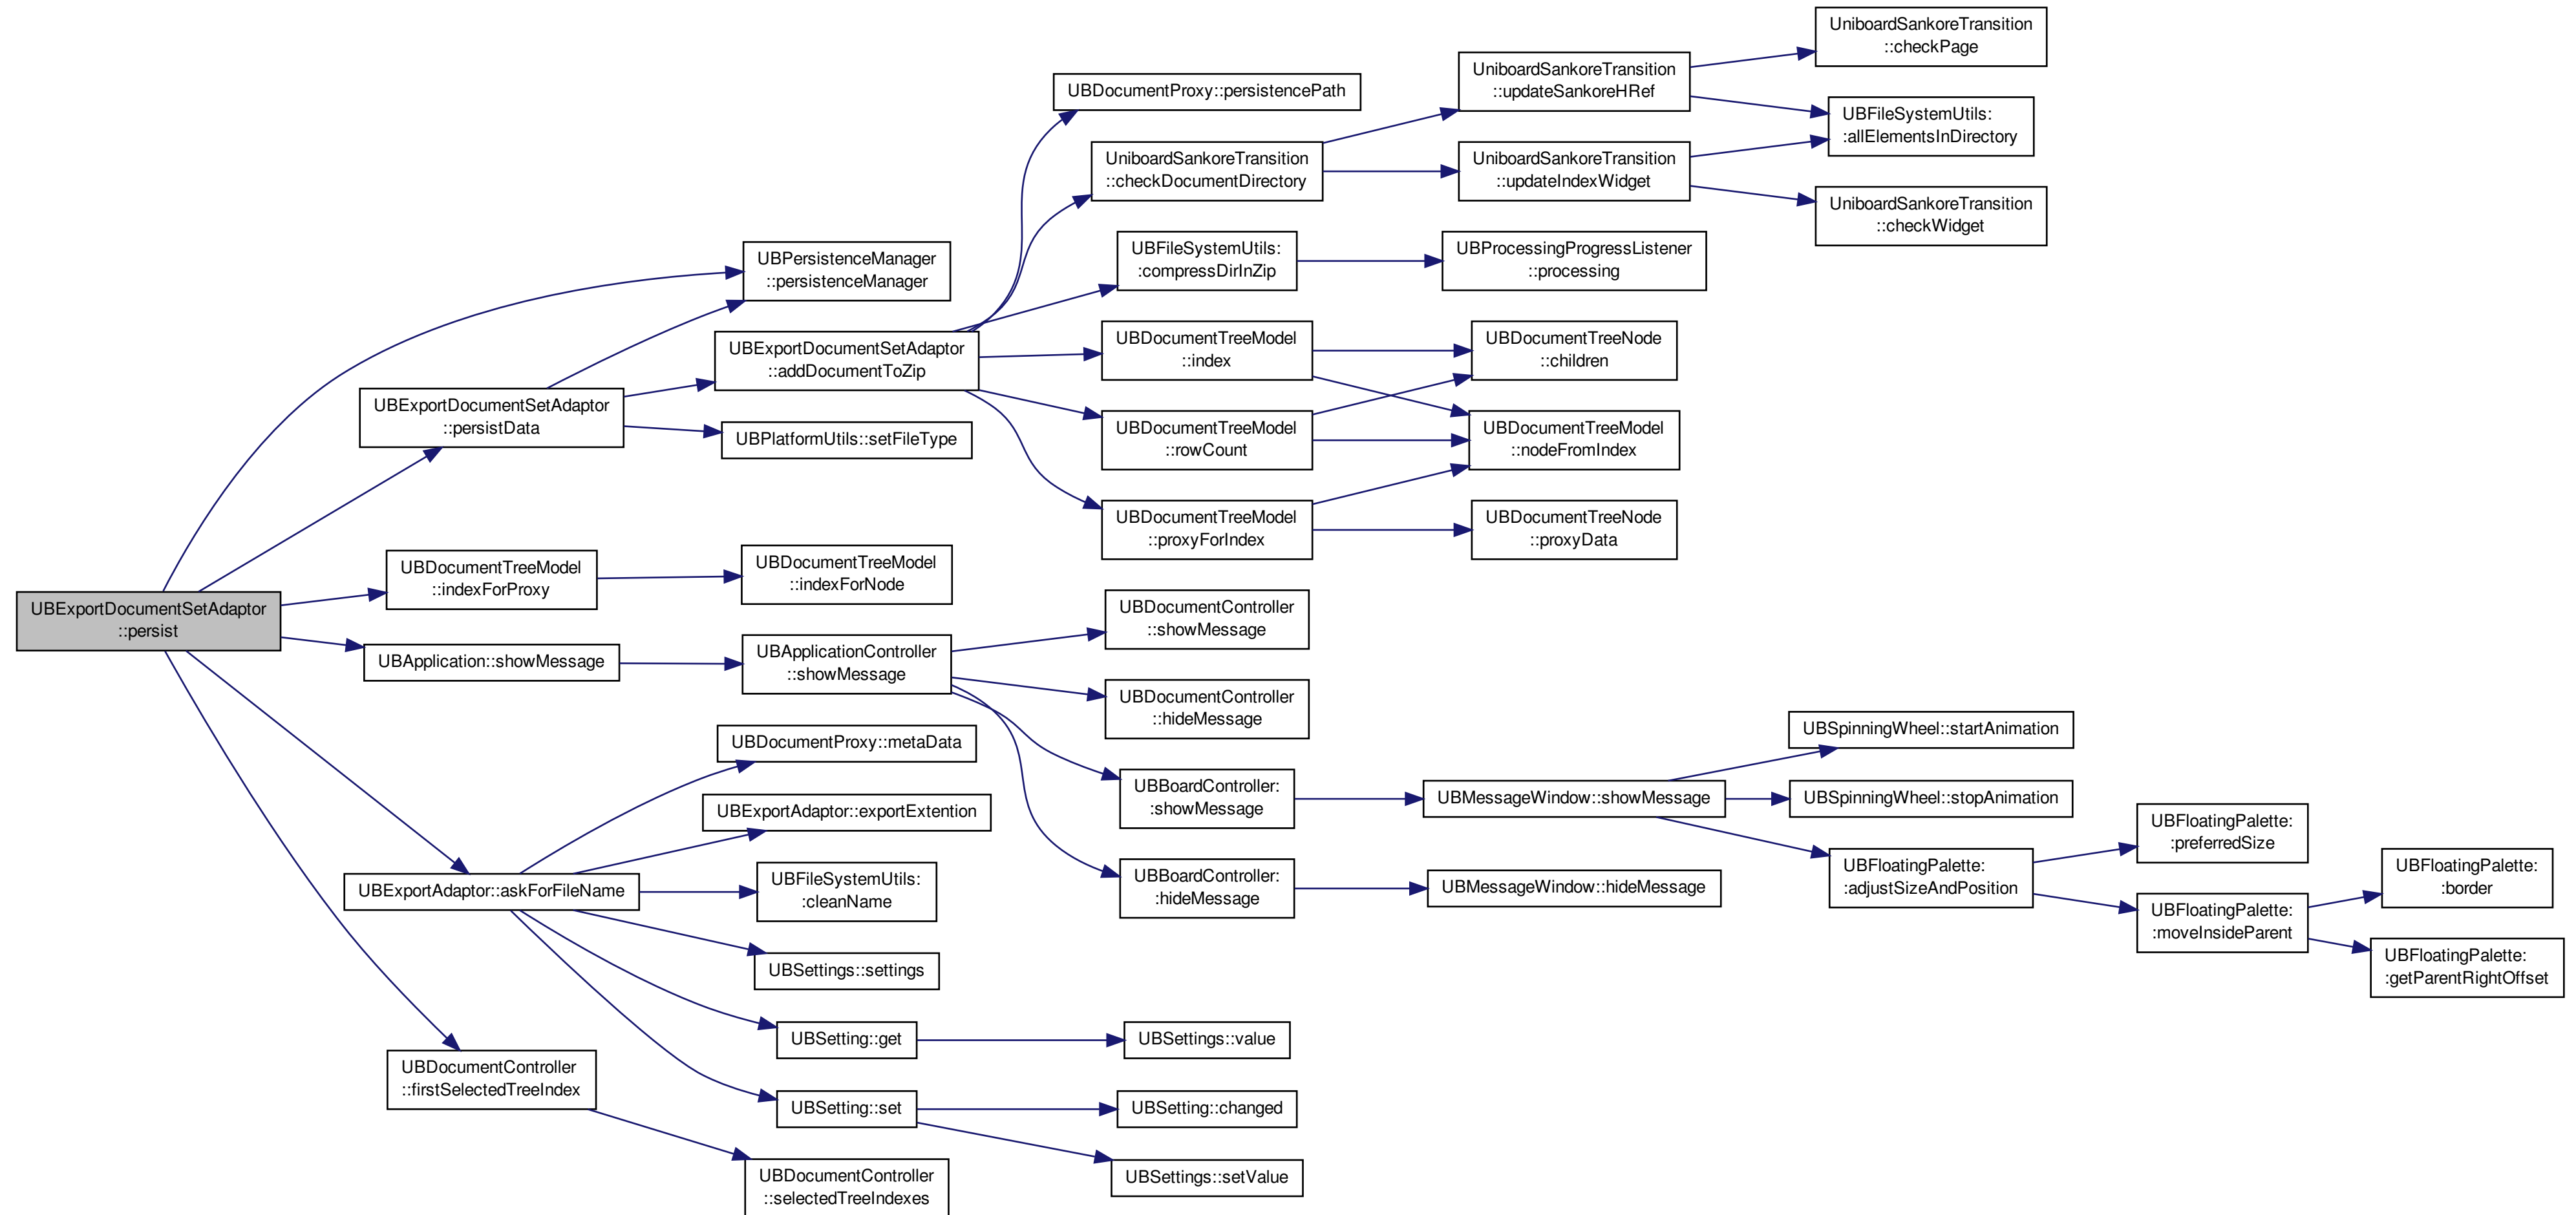 UBExportDocumentSetAdaptor
::persist
UBPersistenceManager
::persistenceManager
UBExportDocumentSetAdaptor
::persistData
UBExportDocumentSetAdaptor
::addDocumentToZip
UBPlatformUtils::setFileType
UBDocumentProxy::persistencePath
UniboardSankoreTransition
::checkDocumentDirectory
UniboardSankoreTransition
::updateSankoreHRef
UniboardSankoreTransition
::checkPage
UBFileSystemUtils:
:allElementsInDirectory
UniboardSankoreTransition
::updateIndexWidget
UniboardSankoreTransition
::checkWidget
UBFileSystemUtils:
:compressDirInZip
UBProcessingProgressListener
::processing
UBDocumentTreeModel
::index
UBDocumentTreeNode
::children
UBDocumentTreeModel
::rowCount
UBDocumentTreeModel
::nodeFromIndex
UBDocumentTreeModel
::proxyForIndex
UBDocumentTreeNode
::proxyData
UBDocumentTreeModel
::indexForProxy
UBDocumentTreeModel
::indexForNode
UBApplication::showMessage
UBApplicationController
::showMessage
UBDocumentController
::showMessage
UBDocumentController
::hideMessage
UBBoardController:
:showMessage
UBMessageWindow::showMessage
UBSpinningWheel::startAnimation
UBSpinningWheel::stopAnimation
UBFloatingPalette:
:adjustSizeAndPosition
UBFloatingPalette:
:preferredSize
UBFloatingPalette:
:moveInsideParent
UBFloatingPalette:
:border
UBFloatingPalette:
:getParentRightOffset
UBBoardController:
:hideMessage
UBMessageWindow::hideMessage
UBExportAdaptor::askForFileName
UBDocumentProxy::metaData
UBExportAdaptor::exportExtention
UBFileSystemUtils:
:cleanName
UBSettings::settings
UBSetting::get
UBSettings::value
UBSetting::set
UBSetting::changed
UBSettings::setValue
UBDocumentController
::firstSelectedTreeIndex
UBDocumentController
::selectedTreeIndexes